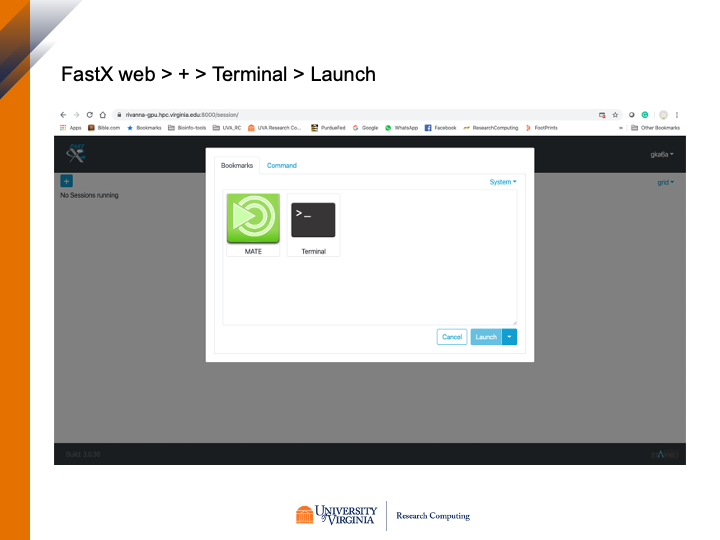 FastX web > + > Terminal > Launch
rivanna-gpu.hpc.virginia.edu:8000/session/
Apps Bible.com Bookmarks Bioinfo-tools UVA_RC UVA Research Co... PurdueFed Google WhatsApp Facebook ResearchComputing FootPrints » Other Bookmarks
FAST
gka6a
Bookmarks Command
+
System
grid
No Sessions running
>_
MATE Terminal
Cancel Launch
UNIVERSITY
of VIRGINIA
Research Computing